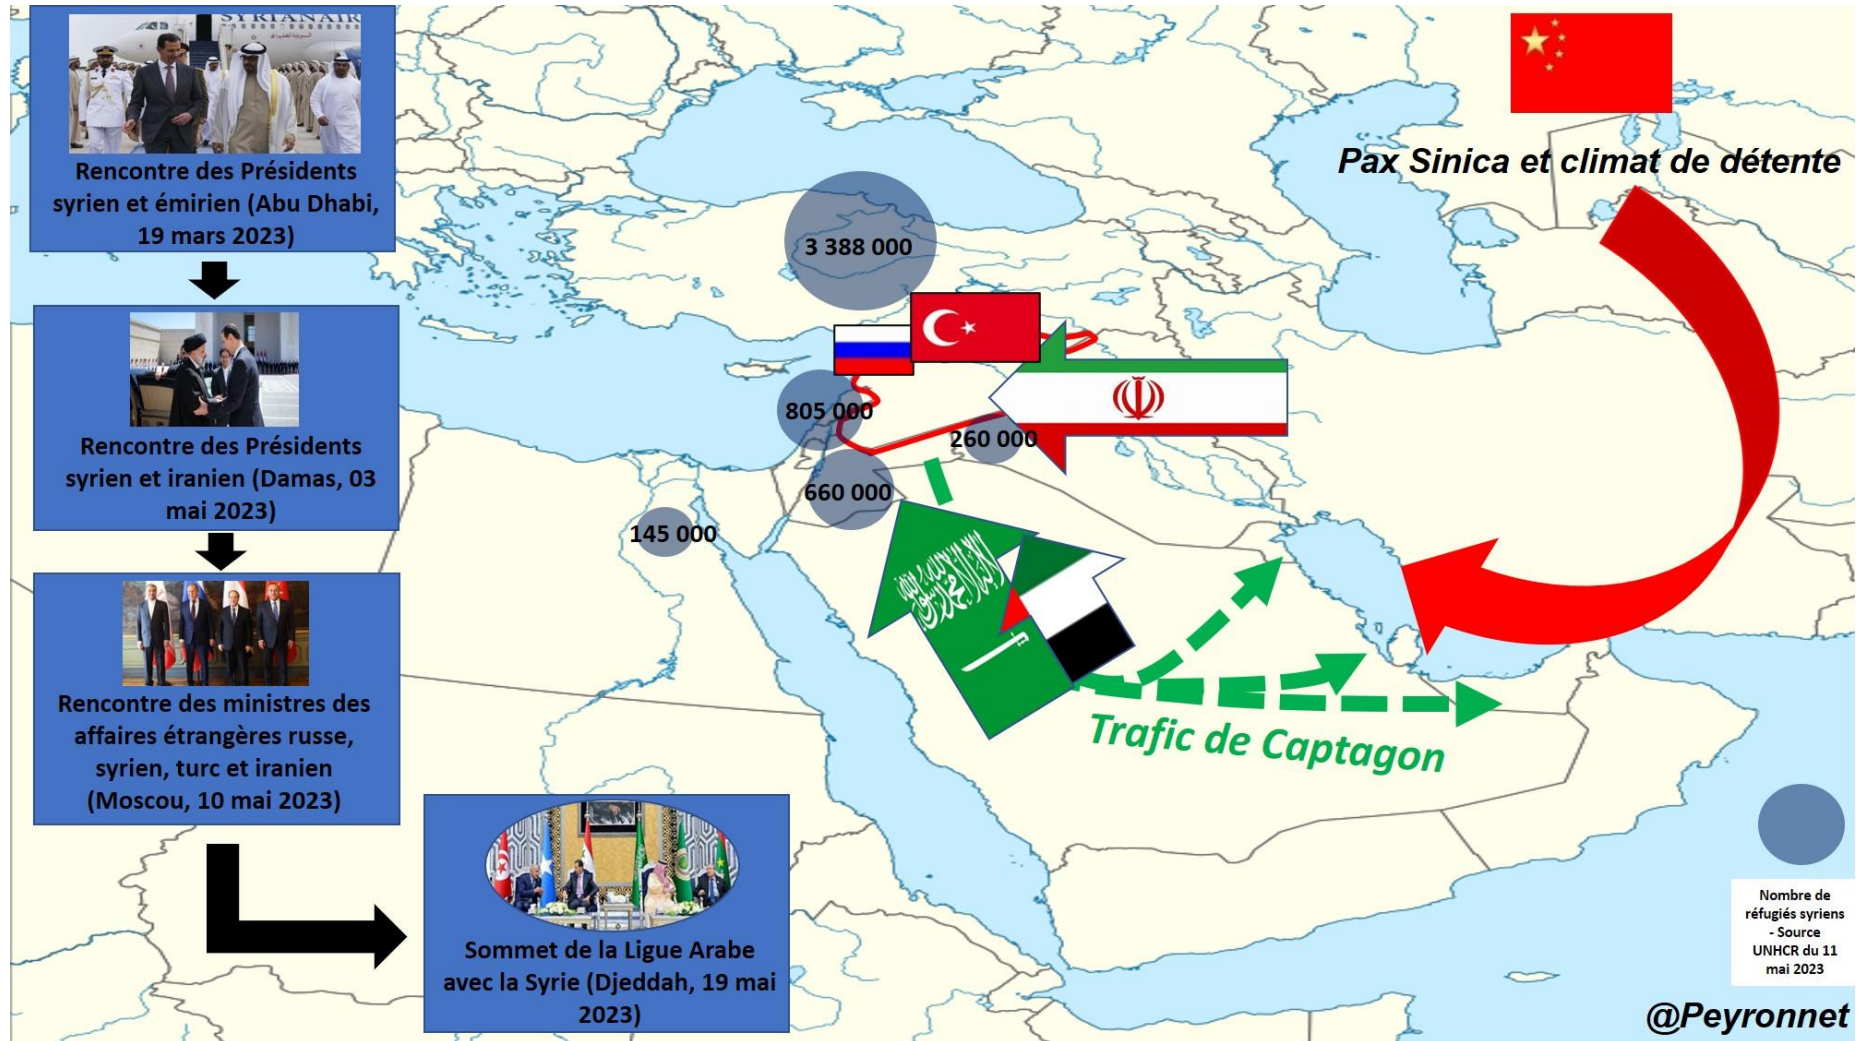 SYRIANAIR
السورية
Rencontre des Présidents
syrien et émirien (Abu Dhabi,
19 mars 2023)
Rencontre des Présidents
syrien et iranien (Damas, 03
mai 2023)
Rencontre des ministres des
affaires étrangères russe,
syrien, turc et iranien
(Moscou, 10 mai 2023)
Sommet de la Ligue Arabe
avec la Syrie (Djeddah, 19 mai
2023)
Pax Sinica et climat de détente
3 388 000
805 000
260 000
660 000
145 000
Trafic de Captagon
Nombre de
réfugiés syriens
- Source
UNHCR du 11
mai 2023
@Peyronnet